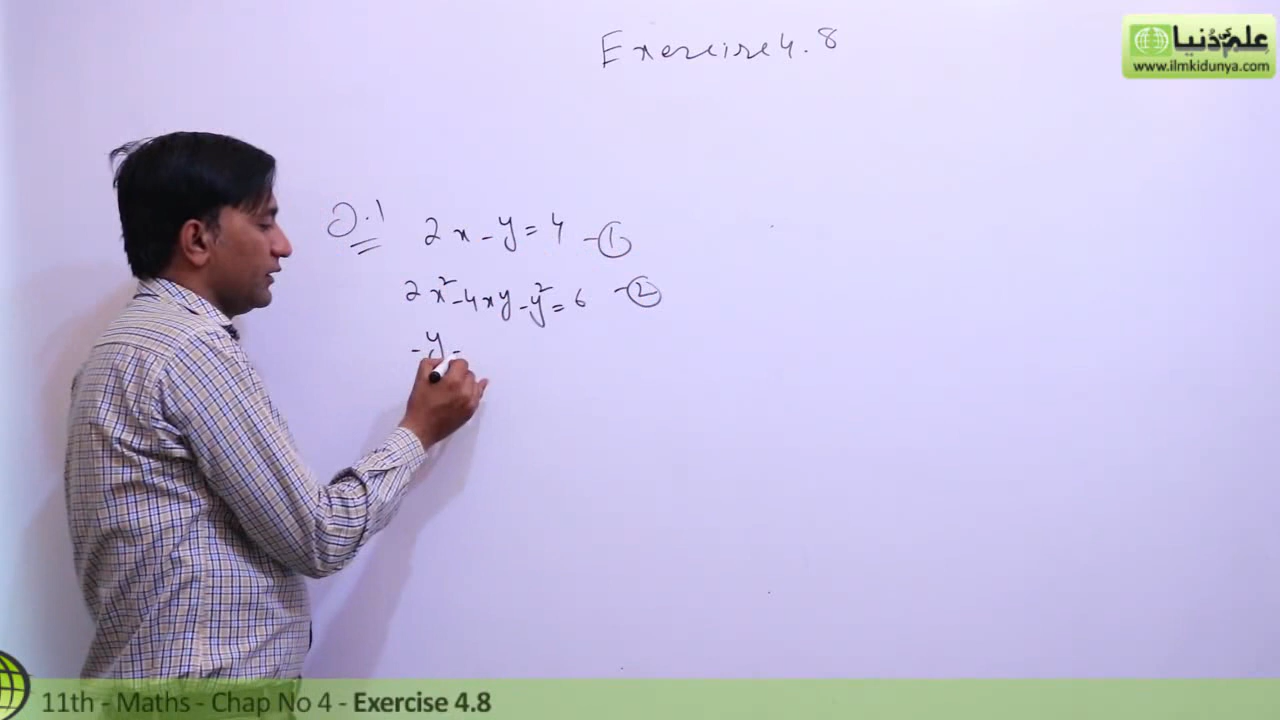 Exercise 4.8
علم کی دُنیا
www.ilmkidunya.com
Q.1 2x - y = 4 - ①
2x² - 4xy - y² = 6 - ②
- y =
11th - Maths - Chap No 4 - Exercise 4.8